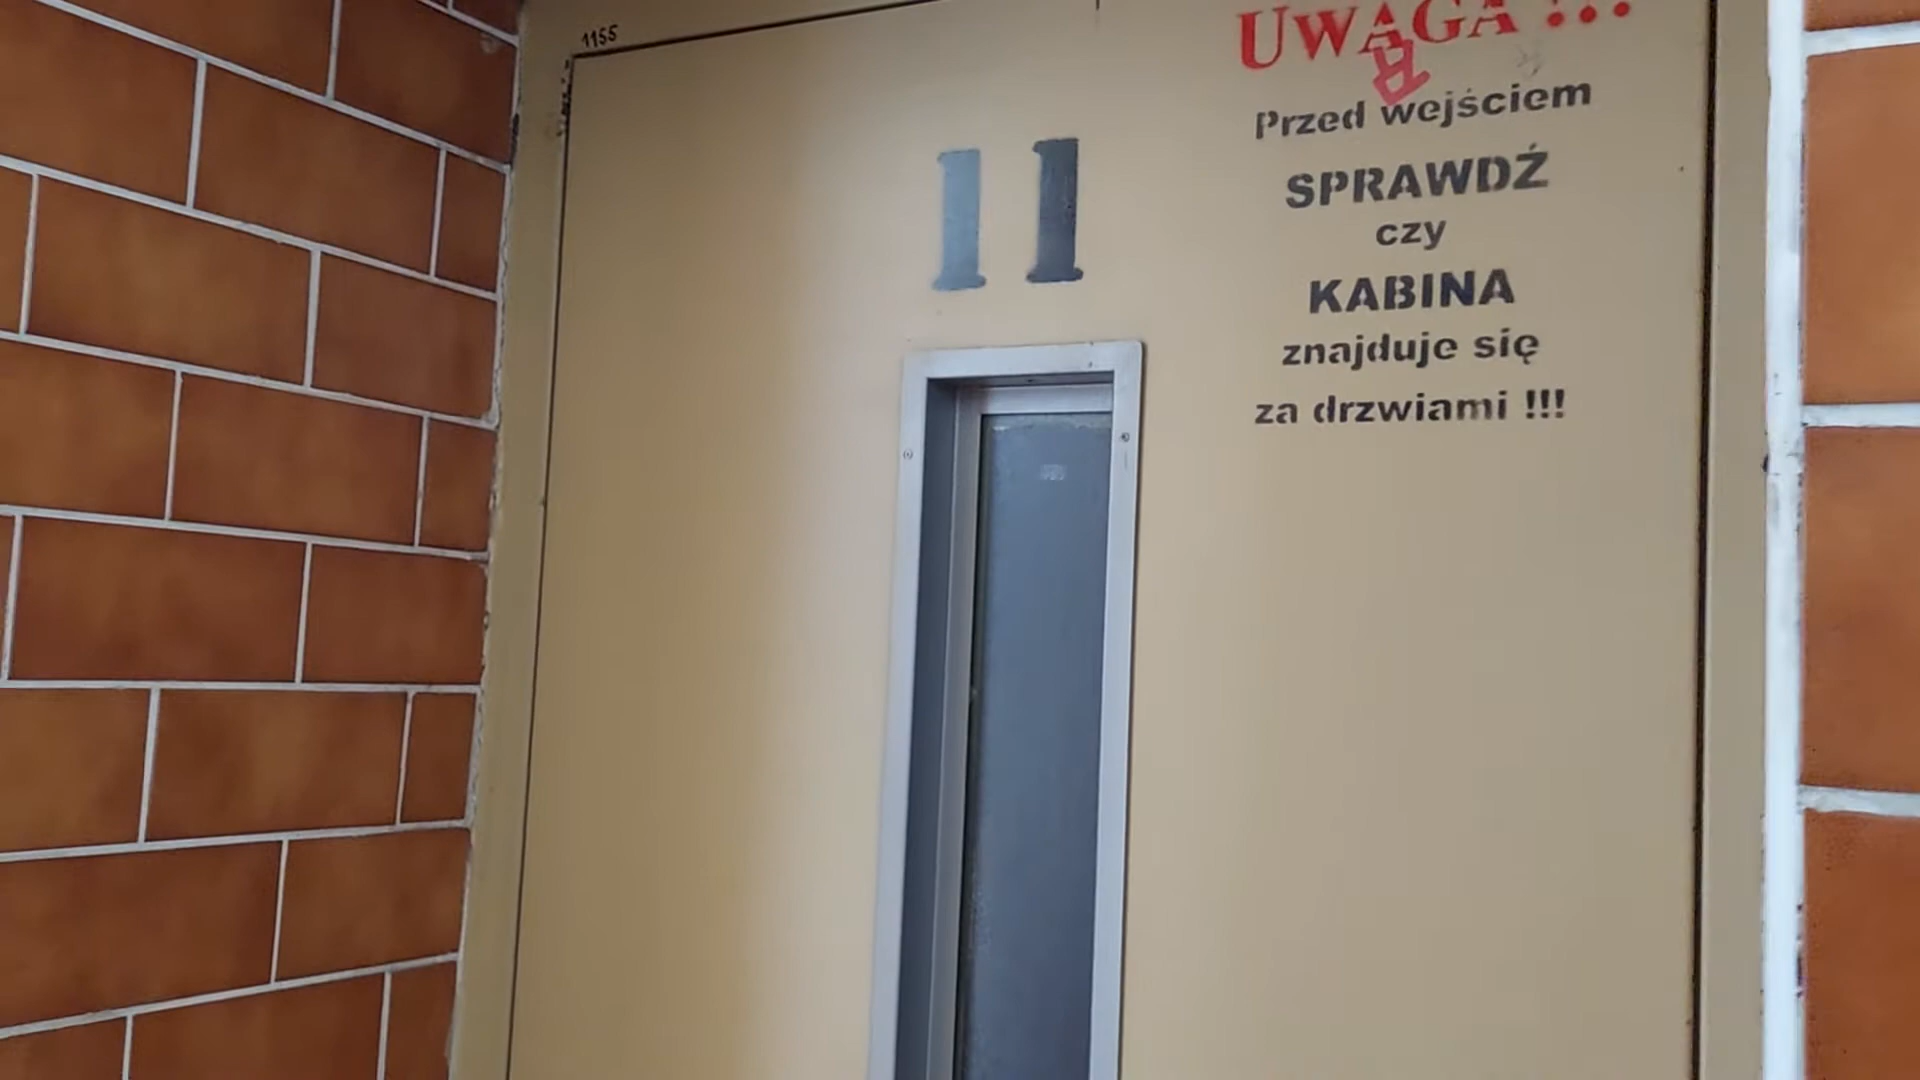 1155
UWAGA !!!
11
Przed wejściem
SPRAWDŹ
czy
KABINA
znajduje się
za drzwiami !!!